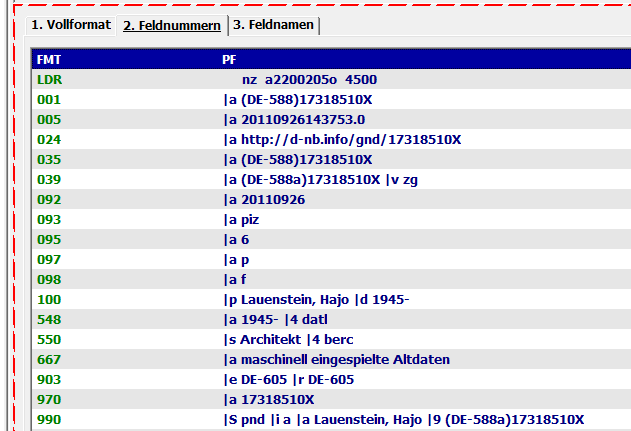 1. Vollformat 2. Feldnummern 3. Feldnamen
FMT PF
LDR nz a2200205o 4500
001 |a (DE-588)17318510X
005 |a 20110926143753.0
024 |a http://d-nb.info/gnd/17318510X
035 |a (DE-588)17318510X
039 |a (DE-588a)17318510X |v zg
092 |a 20110926
093 |a piz
095 |a 6
097 |a p
098 |a f
100 |p Lauenstein, Hajo |d 1945-
548 |a 1945- |4 datl
550 |s Architekt |4 berc
667 |a maschinell eingespielte Altdaten
903 |e DE-605 |r DE-605
970 |a 17318510X
990 |S pnd |i a |a Lauenstein, Hajo |9 (DE-588a)17318510X